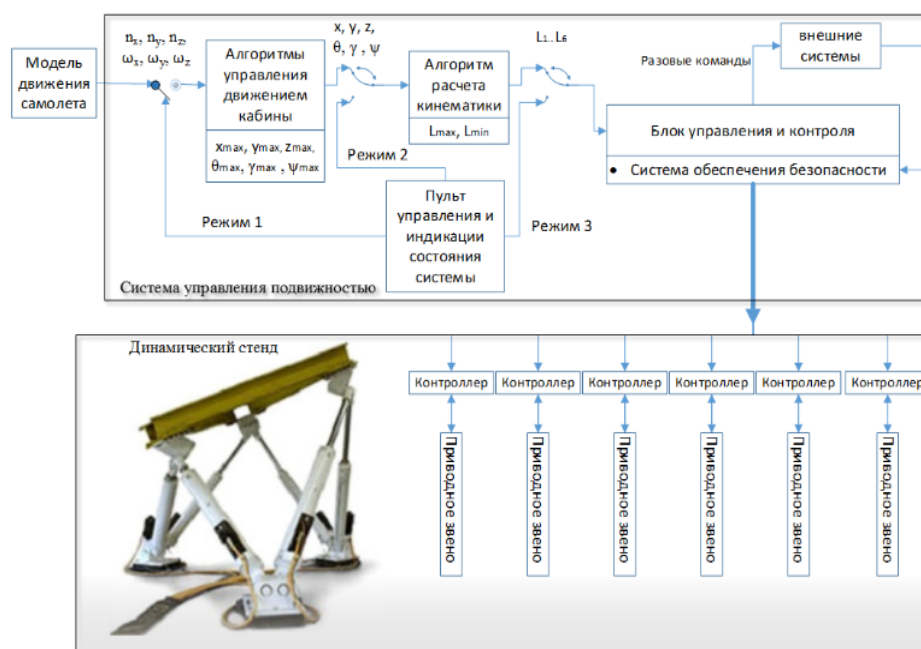 Модель
движения
самолета
nx, ny, nz,
ωx, ωy, ωz
Алгоритмы
управления
движением
кабины
xmax, ymax, zmax,
θmax, γmax , ψmax
x, y, z,
θ, γ , ψ
Алгоритм
расчета
кинематики
Lmax, Lmin
L1..L6
Разовые команды
внешние
системы
Блок управления и контроля
• Система обеспечения безопасности
Режим 1
Режим 2
Пульт
управления и
индикации
состояния
системы
Режим 3
Система управления подвижностью
Динамический стенд
Контроллер
Контроллер
Контроллер
Контроллер
Контроллер
Контроллер
Приводное звено
Приводное звено
Приводное звено
Приводное звено
Приводное звено
Приводное звено